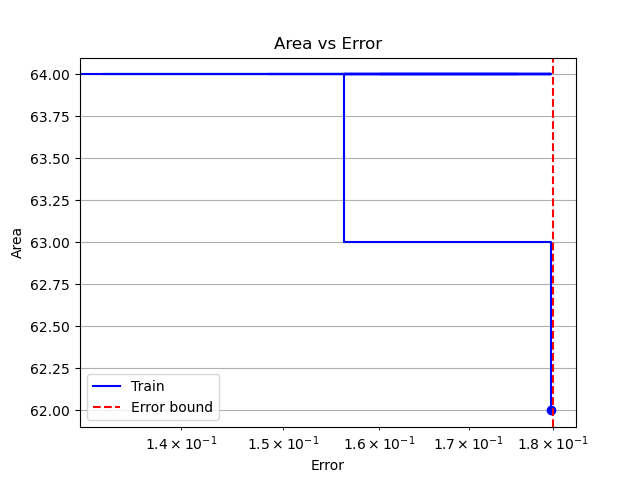 Area vs Error
64.00
63.75
63.50
63.25
63.00
62.75
62.50
62.25
62.00
Area
Train
Error bound
1.4 × 10⁻¹ 1.5 × 10⁻¹ 1.6 × 10⁻¹ 1.7 × 10⁻¹ 1.8 × 10⁻¹
Error